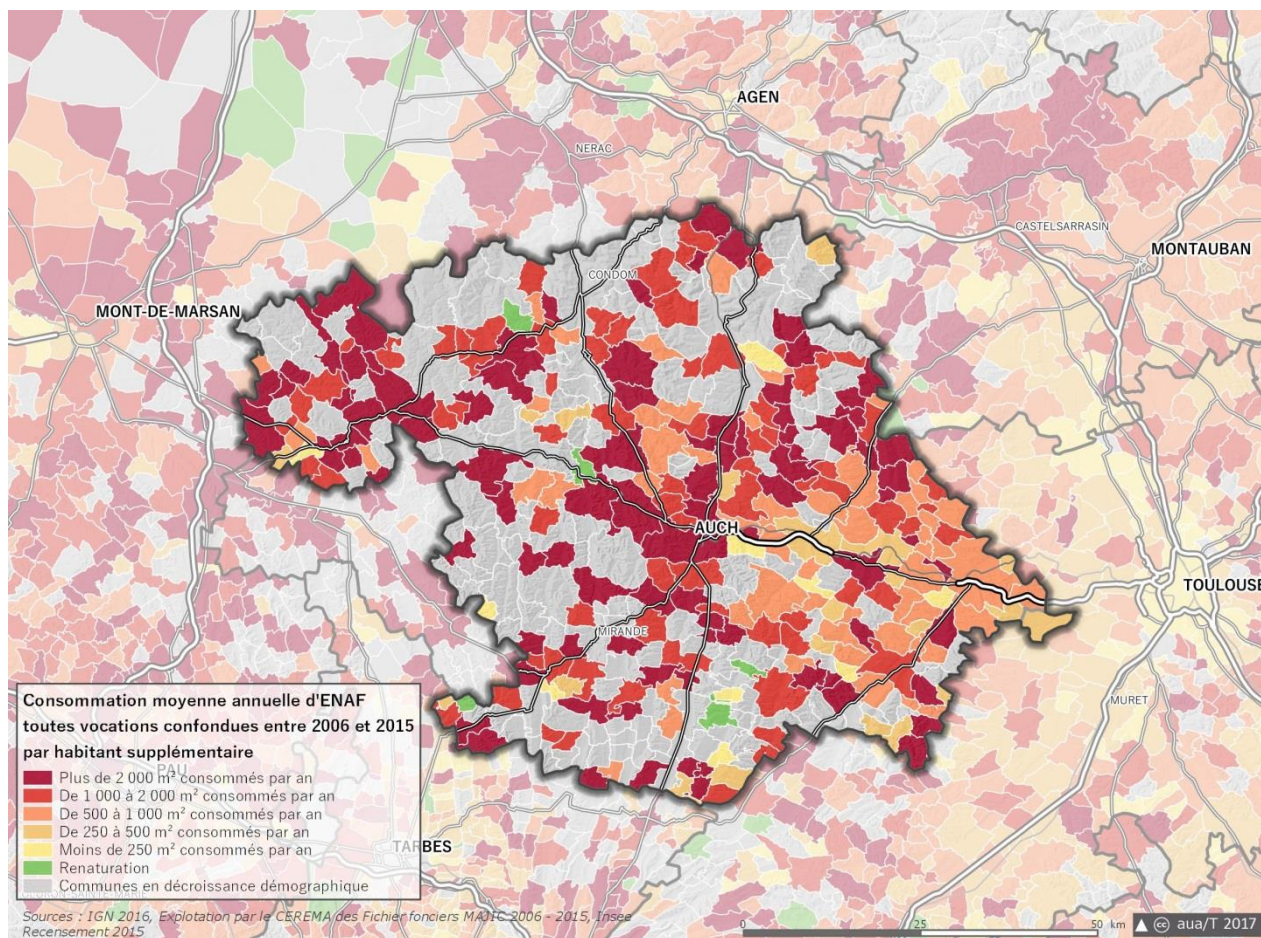 AGEN
NERAC
CASTELSARRASIN
MONTAUBAN
CONDOM
MONT-DE-MARSAN
AUCH
TOULOUSE
MIRANDE
MURET
Consommation moyenne annuelle d'ENAF
toutes vocations confondues entre 2006 et 2015
par habitant supplémentaire
Plus de 2 000 m² consommés par an
PAU
De 1 000 à 2 000 m² consommés par an
De 500 à 1 000 m² consommés par an
De 250 à 500 m² consommés par an
Moins de 250 m² consommés par an
TARBES
Renaturation
Communes en décroissance démographique
Sources : IGN 2016, Explotation par le CEREMA des Fichier fonciers MAJIC 2006 - 2015, Insee
Recensement 2015
0 25 50 km
aua/T 2017